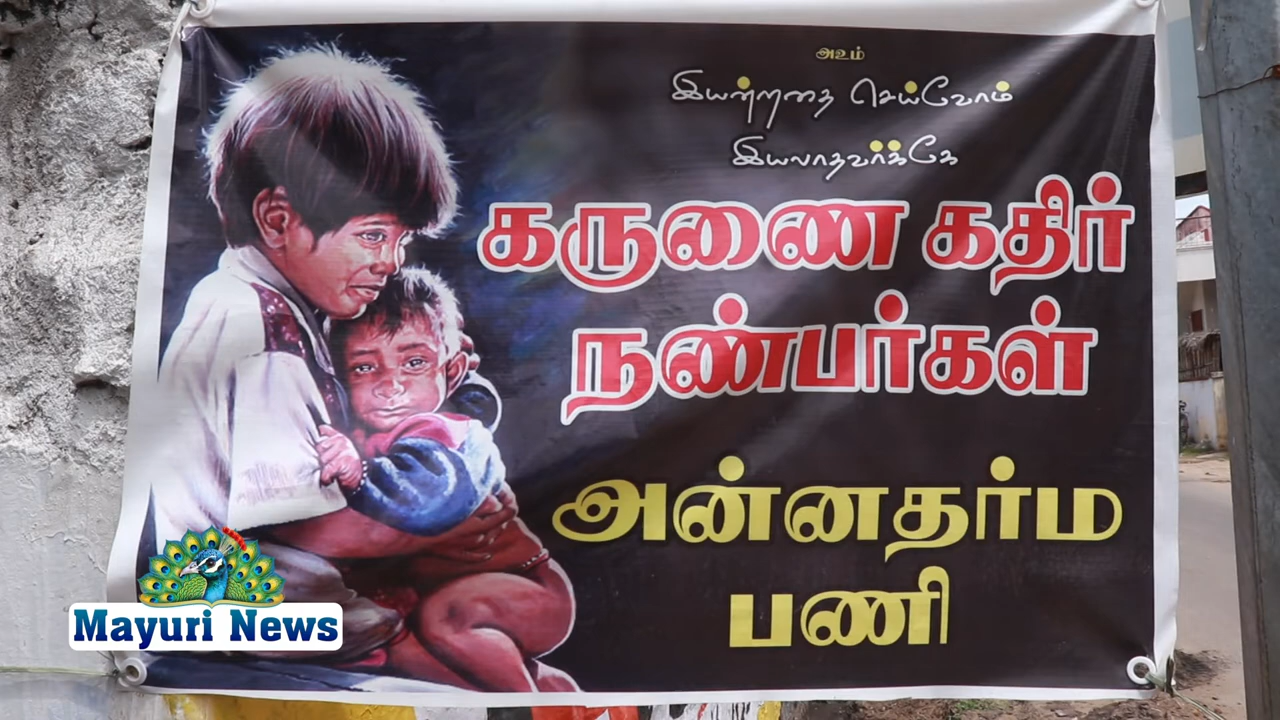 அஉம்
இயன்றதை செய்வோம்
இயலாதவர்க்கே
கருணை கதிர்
நண்பர்கள்
அன்னதர்ம
பணி
Mayuri News